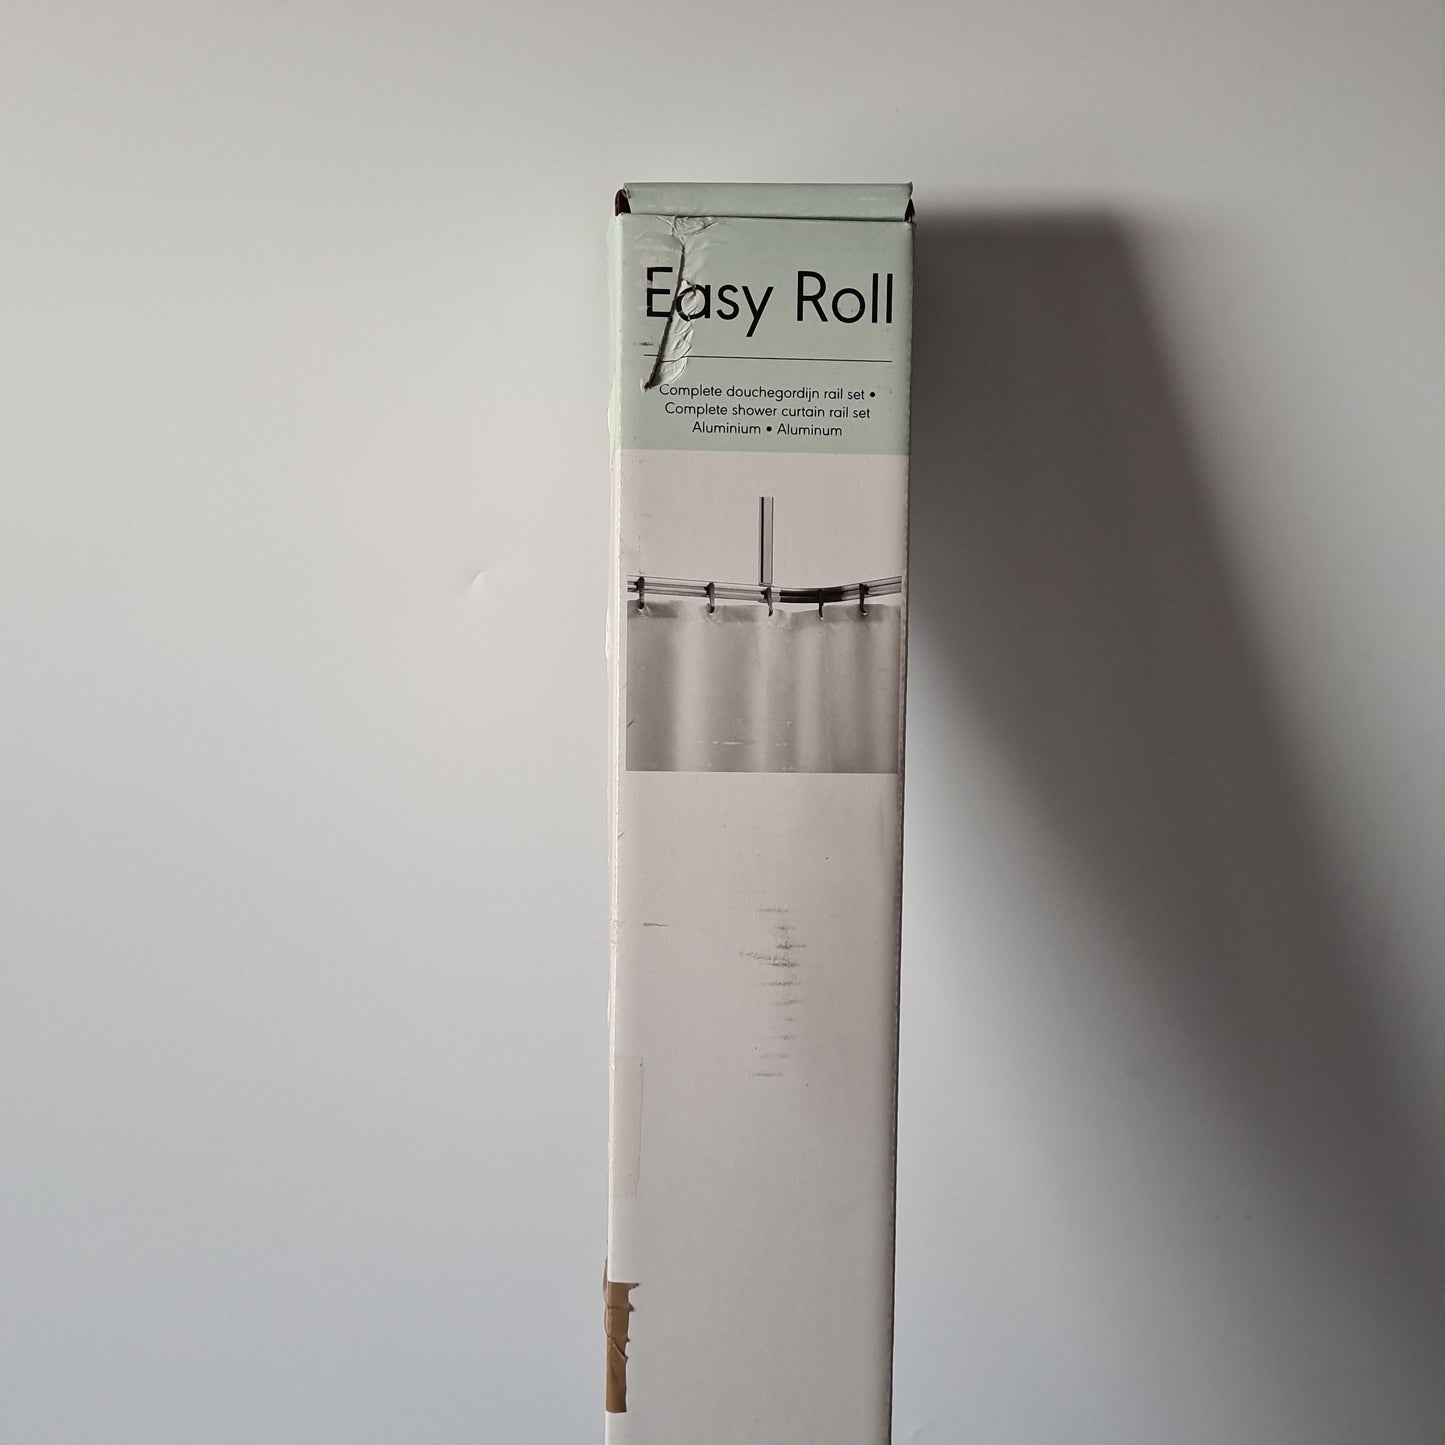 Easy Roll
Complete douchegordijn rail set •
Complete shower curtain rail set
Aluminium • Aluminum